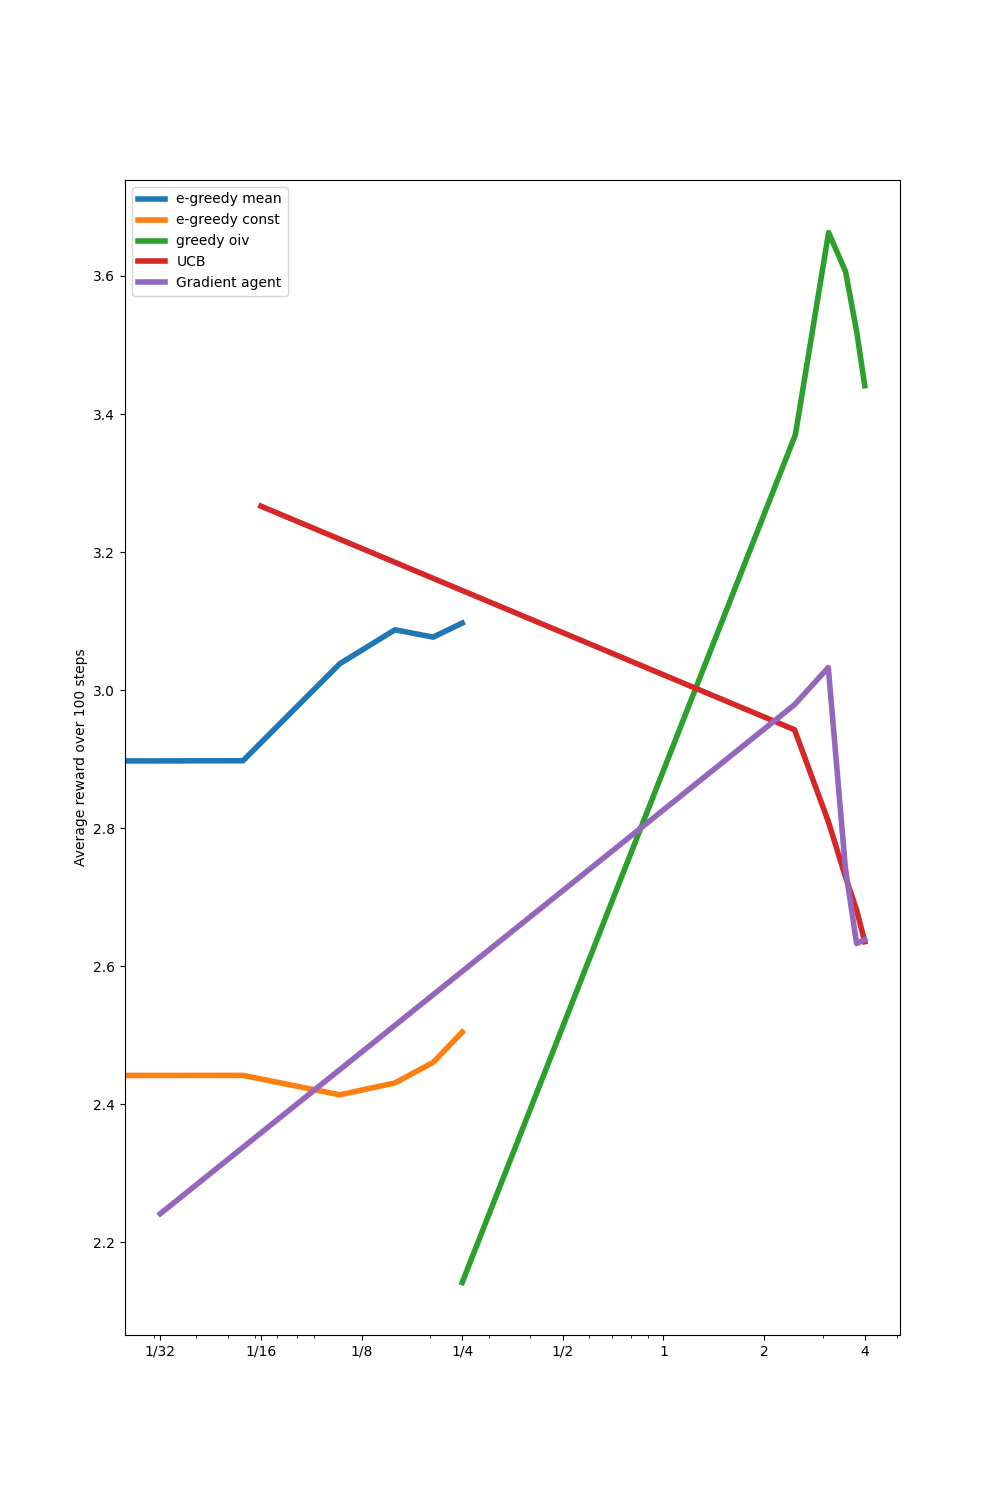 e-greedy mean
e-greedy const
greedy oiv
UCB
Gradient agent
Average reward over 100 steps
3.6
3.4
3.2
3.0
2.8
2.6
2.4
2.2
1/32 1/16 1/8 1/4 1/2 1 2 4